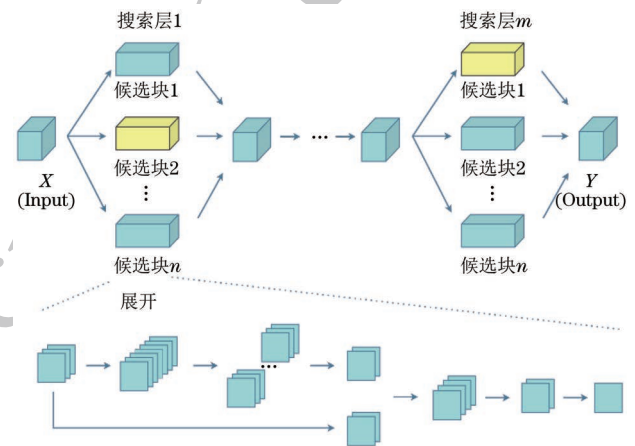 搜索层1
搜索层m
候选块1
候选块1
X
(Input)
候选块2
...
候选块2
Y
(Output)
⋮
⋮
候选块n
候选块n
展开
...